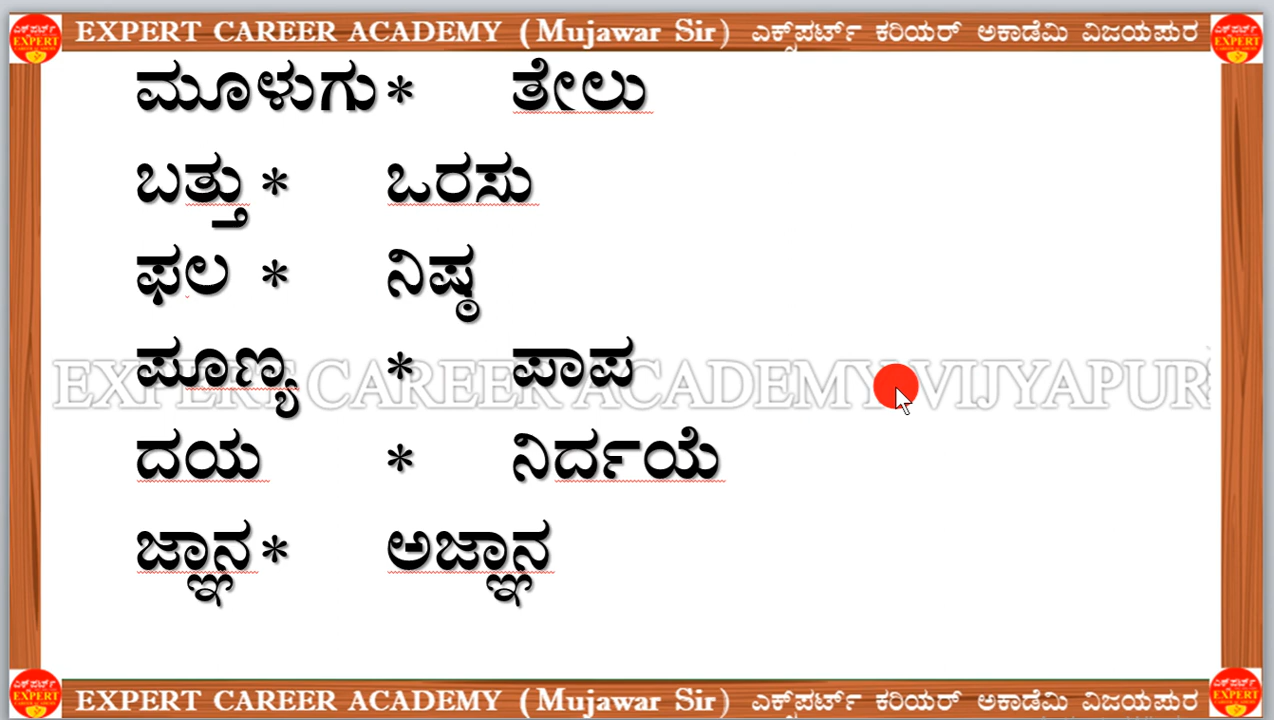 EXPERT CAREER ACADEMY (Mujawar Sir) ಎಕ್ಸ್‌ಪರ್ಟ್ ಕರಿಯರ್ ಅಕಾಡೆಮಿ ವಿಜಯಪುರ
ಮೂಳುಗು* ತೇಲು
ಬತ್ತು * ಒರಸು
ಫಲ * ನಿಷ್ಠ
ಪೂಣ್ಯ * ಪಾಪ
EXPERT CAREER ACADEMY VIJYAPUR
ದಯ * ನಿರ್ದಯೆ
ಜ್ಞಾನ* ಅಜ್ಞಾನ
EXPERT CAREER ACADEMY (Mujawar Sir) ಎಕ್ಸ್‌ಪರ್ಟ್ ಕರಿಯರ್ ಅಕಾಡೆಮಿ ವಿಜಯಪುರ